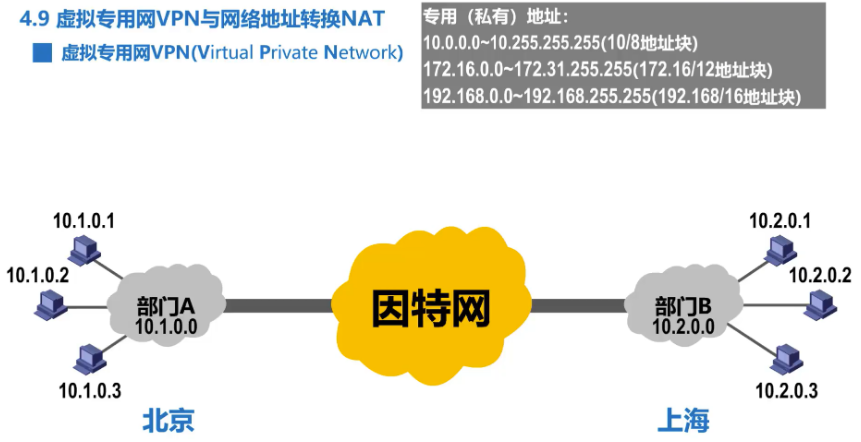 4.9 虚拟专用网VPN与网络地址转换NAT
虚拟专用网VPN(Virtual Private Network)
专用（私有）地址：
10.0.0.0~10.255.255.255(10/8地址块)
172.16.0.0~172.31.255.255(172.16/12地址块)
192.168.0.0~192.168.255.255(192.168/16地址块)
10.1.0.1
10.1.0.2
部门A
10.1.0.0
10.1.0.3
北京
因特网
10.2.0.1
10.2.0.2
部门B
10.2.0.0
10.2.0.3
上海